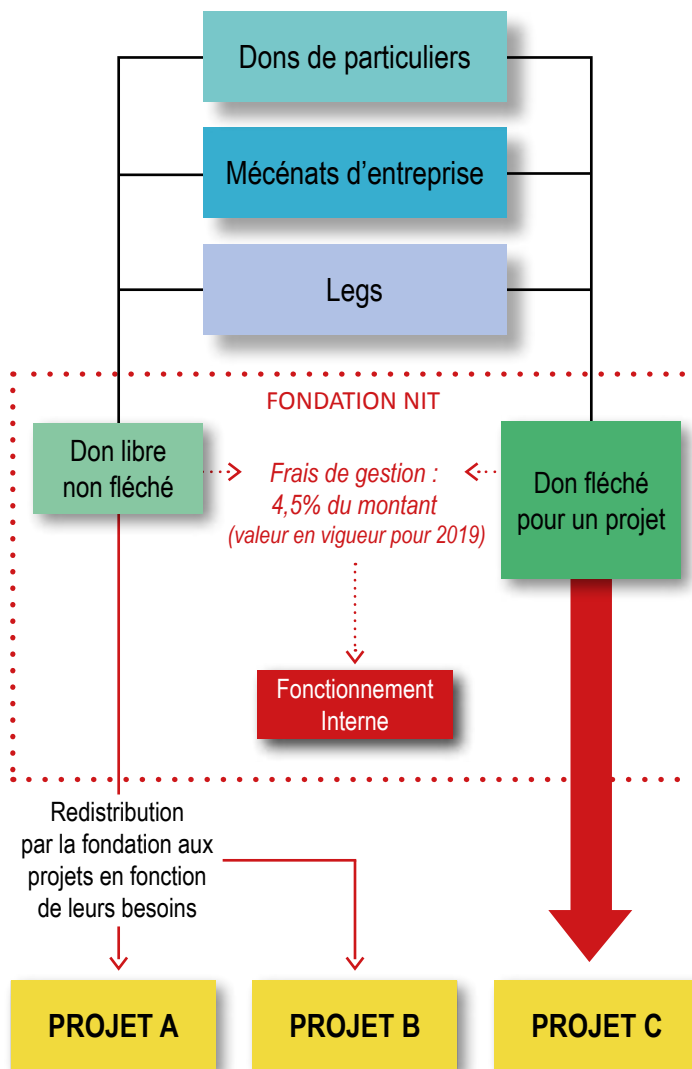 Dons de particuliers
Mécénats d'entreprise
Legs
FONDATION NIT
Don libre
non fléché
Frais de gestion :
4,5% du montant
(valeur en vigueur pour 2019)
Don fléché
pour un projet
Fonctionnement
Interne
Redistribution
par la fondation aux
projets en fonction
de leurs besoins
PROJET A
PROJET B
PROJET C